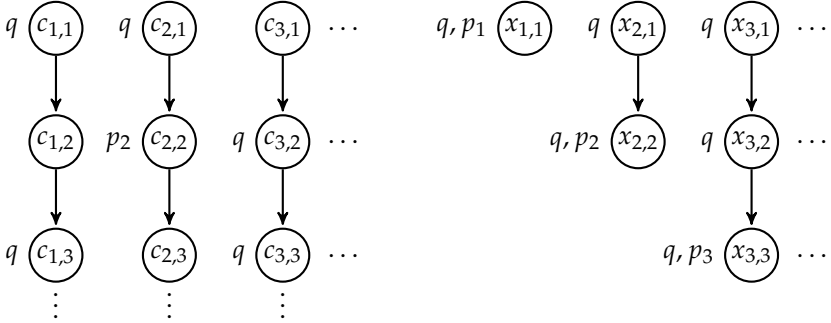 q c₁,₁ q c₂,₁ c₃,₁ ⋯ q, p₁ x₁,₁ q x₂,₁ q x₃,₁ ⋯
c₁,₂ p₂ c₂,₂ q c₃,₂ ⋯ q, p₂ x₂,₂ q x₃,₂ ⋯
q c₁,₃ c₂,₃ q c₃,₃ ⋯ q, p₃ x₃,₃ ⋯
⋮ ⋮ ⋮